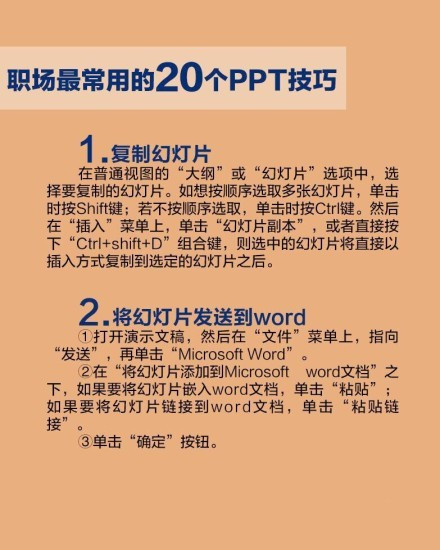 职场最常用的20个PPT技巧
1.复制幻灯片
在普通视图的“大纲”或“幻灯片”选项中，选
择要复制的幻灯片。如想按顺序选取多张幻灯片，单击
时按Shift键；若不按顺序选取，单击时按Ctrl键。然后
在“插入”菜单上，单击“幻灯片副本”，或者直接按
下“Ctrl+shift+D”组合键，则选中的幻灯片将直接以
插入方式复制到选定的幻灯片之后。
2.将幻灯片发送到word
①打开演示文稿，然后在“文件”菜单上，指向
“发送”，再单击“Microsoft Word”。
②在“将幻灯片添加到Microsoft word文档”之
下，如果要将幻灯片嵌入word文档，单击“粘贴”；
如果要将幻灯片链接到word文档，单击“粘贴链
接”。
③单击“确定”按钮。